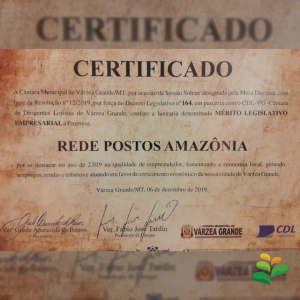 CERTIFICADO
CERTIFICADO
A Câmara Municipal de Várzea Grande/MT, por ocasião da Sessão Solene designada pela Mesa Diretora, com
base da Resolução nº 12/2019, por força do Decreto Legislativo nº 164, em parceria com o CDL-VG Câmara
de Dirigentes Lojistas de Várzea Grande, confere a honraria denominada MÉRITO LEGISLATIVO
EMPRESARIAL a Empresa
REDE POSTOS AMAZÔNIA
por se destacar no ano de 2.019 na qualidade de empreendedor, fomentando a economia local, gerando
empregos, rendas e tributos e atuando em favor do crescimento econômico da nossa cidade de Várzea Grande.
Várzea Grande/MT, 06 de dezembro de 2019.
Ver. Fábio José Tardin
VÁRZEA GRANDE
CDL